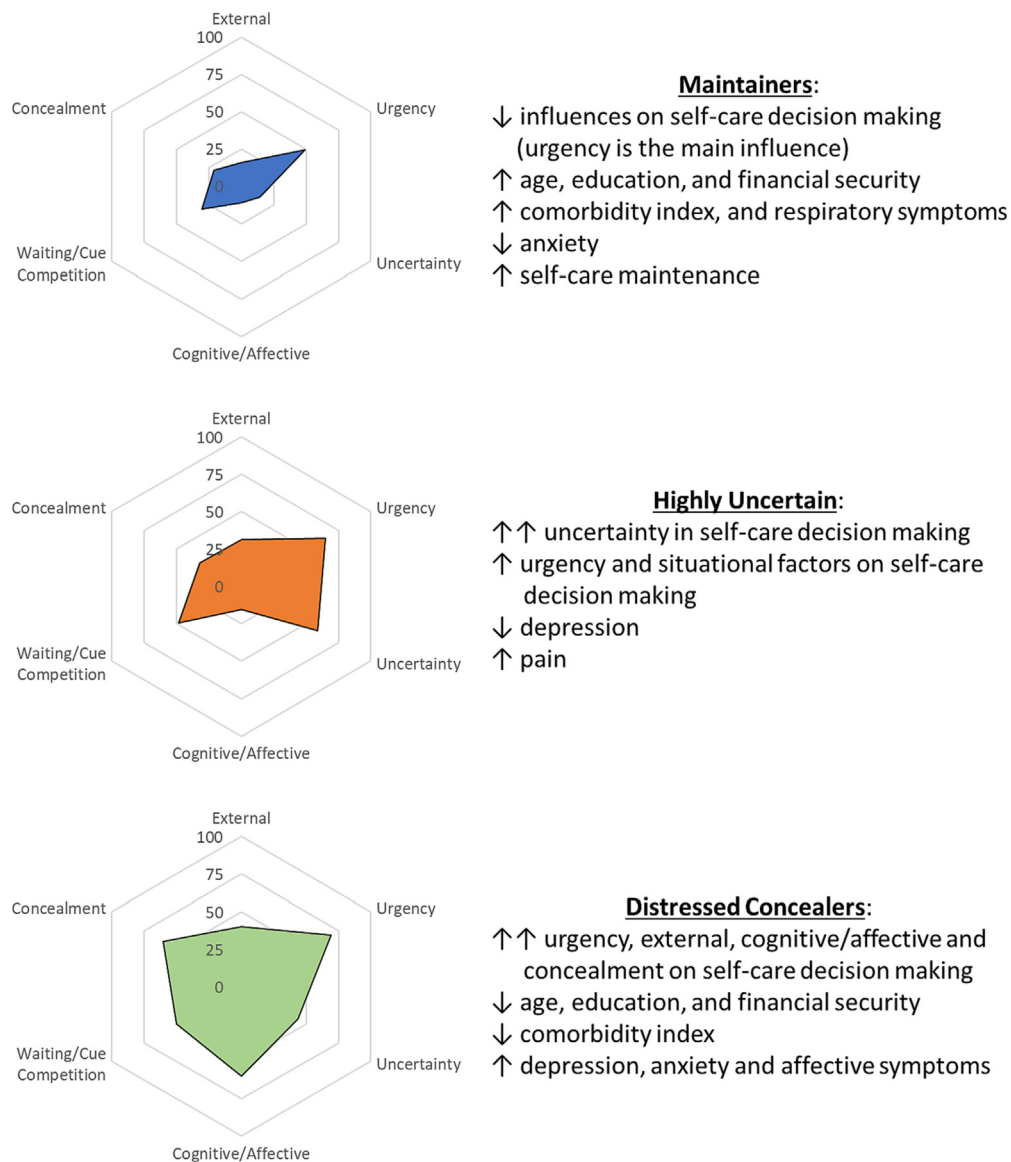 External
100
75
50
25
0
Concealment
Urgency
Waiting/Cue
Competition
Uncertainty
Cognitive/Affective
Maintainers:
↓ influences on self-care decision making
(urgency is the main influence)
↑ age, education, and financial security
↑ comorbidity index, and respiratory symptoms
↓ anxiety
↑ self-care maintenance
External
100
75
50
25
0
Concealment
Urgency
Waiting/Cue
Competition
Uncertainty
Cognitive/Affective
Highly Uncertain:
↑↑ uncertainty in self-care decision making
↑ urgency and situational factors on self-care
decision making
↓ depression
↑ pain
External
100
75
50
25
0
Concealment
Urgency
Waiting/Cue
Competition
Uncertainty
Cognitive/Affective
Distressed Concealers:
↑↑ urgency, external, cognitive/affective and
concealment on self-care decision making
↓ age, education, and financial security
↓ comorbidity index
↑ depression, anxiety and affective symptoms